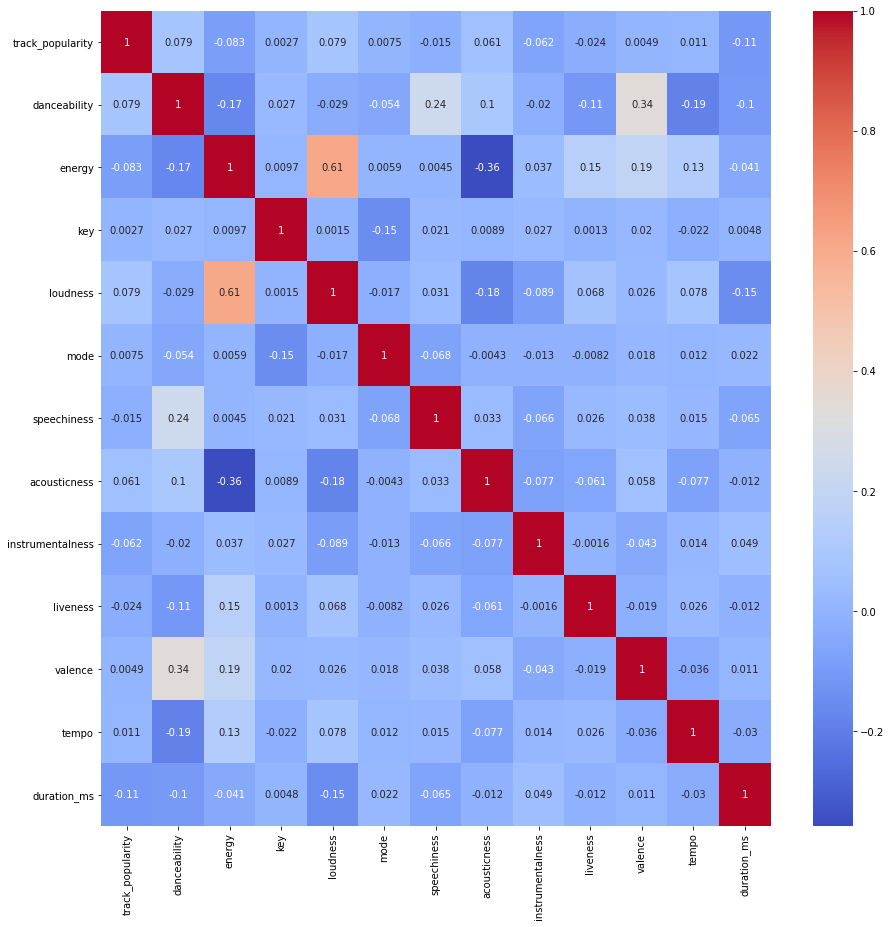 track_popularity 1 0.079 -0.083 0.0027 0.079 0.0075 -0.015 0.061 -0.062 -0.024 0.0049 0.011 -0.11
danceability 0.079 1 -0.17 0.027 -0.029 -0.054 0.24 0.1 -0.02 -0.11 0.34 -0.19 -0.1
energy -0.083 -0.17 1 0.0097 0.61 0.0059 0.0045 -0.36 0.037 0.15 0.19 0.13 -0.041
key 0.0027 0.027 0.0097 1 0.0015 -0.15 0.021 0.0089 0.027 0.0013 0.02 -0.022 0.0048
loudness 0.079 -0.029 0.61 0.0015 1 -0.017 0.031 -0.18 -0.089 0.068 0.026 0.078 -0.15
mode 0.0075 -0.054 0.0059 -0.15 -0.017 1 -0.068 -0.0043 -0.013 -0.0082 0.018 0.012 0.022
speechiness -0.015 0.24 0.0045 0.021 0.031 -0.068 1 0.033 -0.066 0.026 0.038 0.015 -0.065
acousticness 0.061 0.1 -0.36 0.0089 -0.18 -0.0043 0.033 1 -0.077 -0.061 0.058 -0.077 -0.012
instrumentalness -0.062 -0.02 0.037 0.027 -0.089 -0.013 -0.066 -0.077 1 -0.0016 -0.043 0.014 0.049
liveness -0.024 -0.11 0.15 0.0013 0.068 -0.0082 0.026 -0.061 -0.0016 1 -0.019 0.026 -0.012
valence 0.0049 0.34 0.19 0.02 0.026 0.018 0.038 0.058 -0.043 -0.019 1 -0.036 0.011
tempo 0.011 -0.19 0.13 -0.022 0.078 0.012 0.015 -0.077 0.014 0.026 -0.036 1 -0.03
duration_ms -0.11 -0.1 -0.041 0.0048 -0.15 0.022 -0.065 -0.012 0.049 -0.012 0.011 -0.03 1
track_popularity
danceability
energy
key
loudness
mode
speechiness
acousticness
instrumentalness
liveness
valence
tempo
duration_ms
1.0
0.8
0.6
0.4
0.2
0.0
−0.2